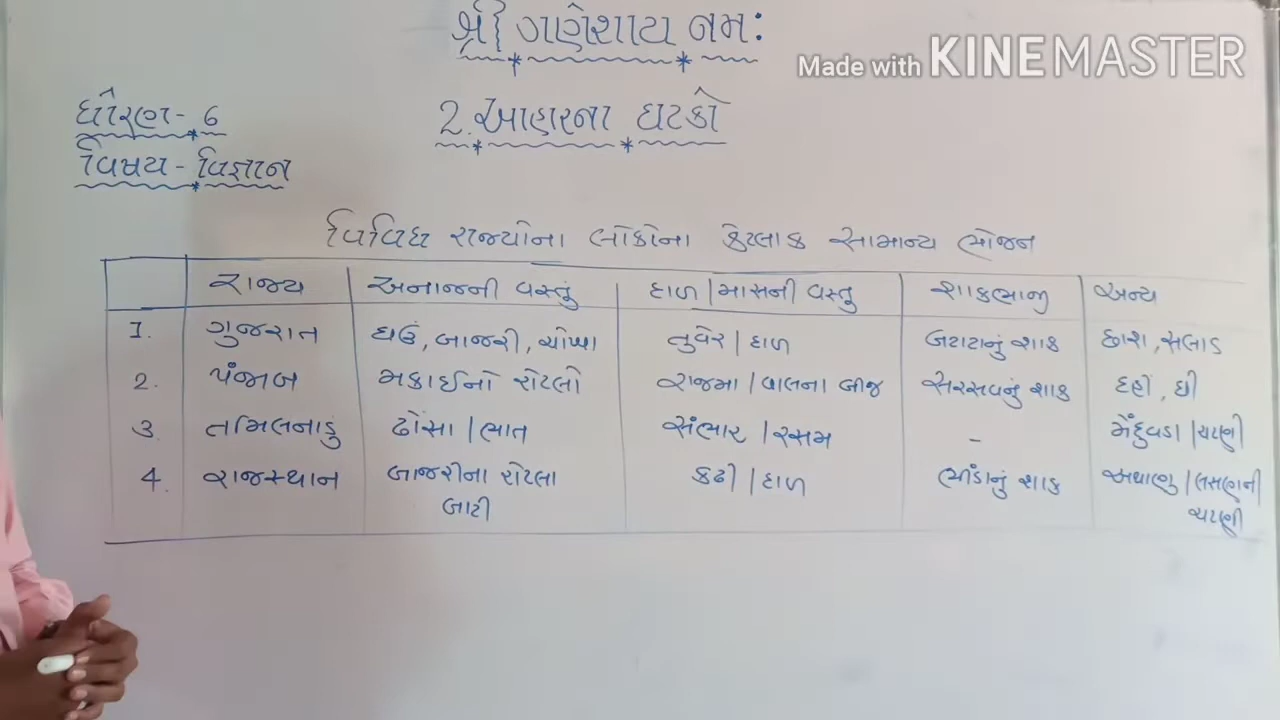 શ્રી ગણેશાય નમઃ
Made with KINEMASTER
ધોરણ - 6
2. આહારના ઘટકો
વિષય - વિજ્ઞાન
વિવિધ રાજ્યોના લોકોના કેટલાક સામાન્ય ભોજન
રાજ્ય અનાજની વસ્તું દાળ | માસની વસ્તુ શાકભાજી અન્ય
1. ગુજરાત ઘઉં, બાજરી, ચોખા તુવેર | દાળ બટાટાનું શાક છાશ, સલાડ
2. પંજાબ મકાઈનો રોટલો રાજમા | વાલના બીજ સરસવનું શાક દહીં, ઘી
3. તમિલનાડું ઢોંસા | ભાત સંભાર | રસમ - મેંદુવડા | ચટણી
4. રાજસ્થાન બાજરીના રોટલા કઢી | દાળ ભીંડાનું શાક અથાણુ | લસણની
બાટી ચટણી